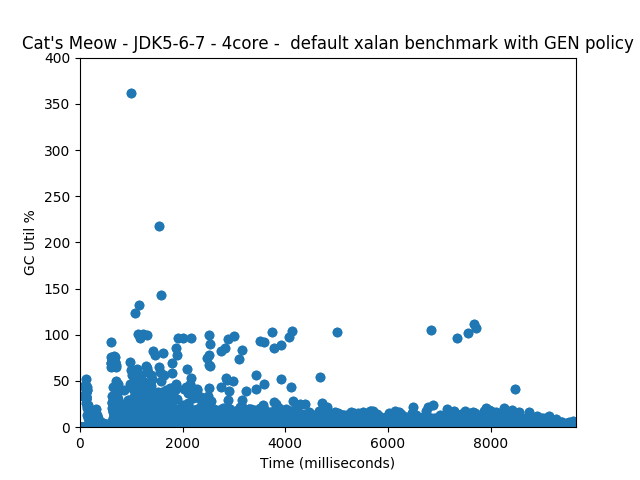 Cat's Meow - JDK5-6-7 - 4core -  default xalan benchmark with GEN policy
400
350
300
250
200
150
100
50
0
GC Util %
0 2000 4000 6000 8000
Time (milliseconds)